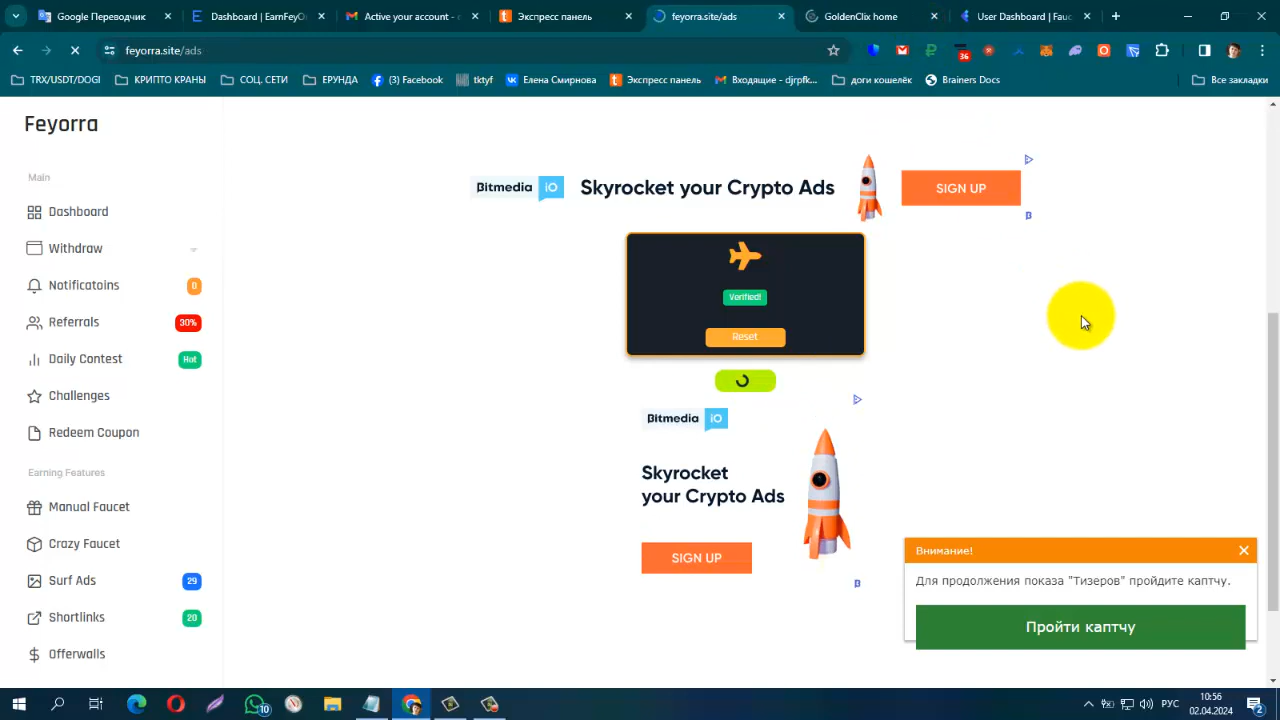 Google Переводчик
Dashboard | EarnFeyO
Active your account -
Экспресс панель
feyorra.site/ads
GoldenClix home
User Dashboard | Fauc
feyorra.site/ads
36
TRX/USDT/DOGI
КРИПТО КРАНЫ
СОЦ. СЕТИ
ЕРУНДА
(3) Facebook
tktyf
Елена Смирнова
Экспресс панель
Входящие - djrpfk...
доги кошелёк
Brainers Docs
Все закладки
Feyorra
Main
Dashboard
Withdraw
Notificatoins
0
Referrals
30%
Daily Contest
Hot
Challenges
Redeem Coupon
Earning Features
Manual Faucet
Crazy Faucet
Surf Ads
29
Shortlinks
20
Offerwalls
Bitmedia iO
Skyrocket your Crypto Ads
SIGN UP
Verified!
Reset
Bitmedia iO
Skyrocket
your Crypto Ads
SIGN UP
Внимание!
Для продолжения показа "Тизеров" пройдите каптчу.
Пройти каптчу
10
РУС
10:56
02.04.2024
2